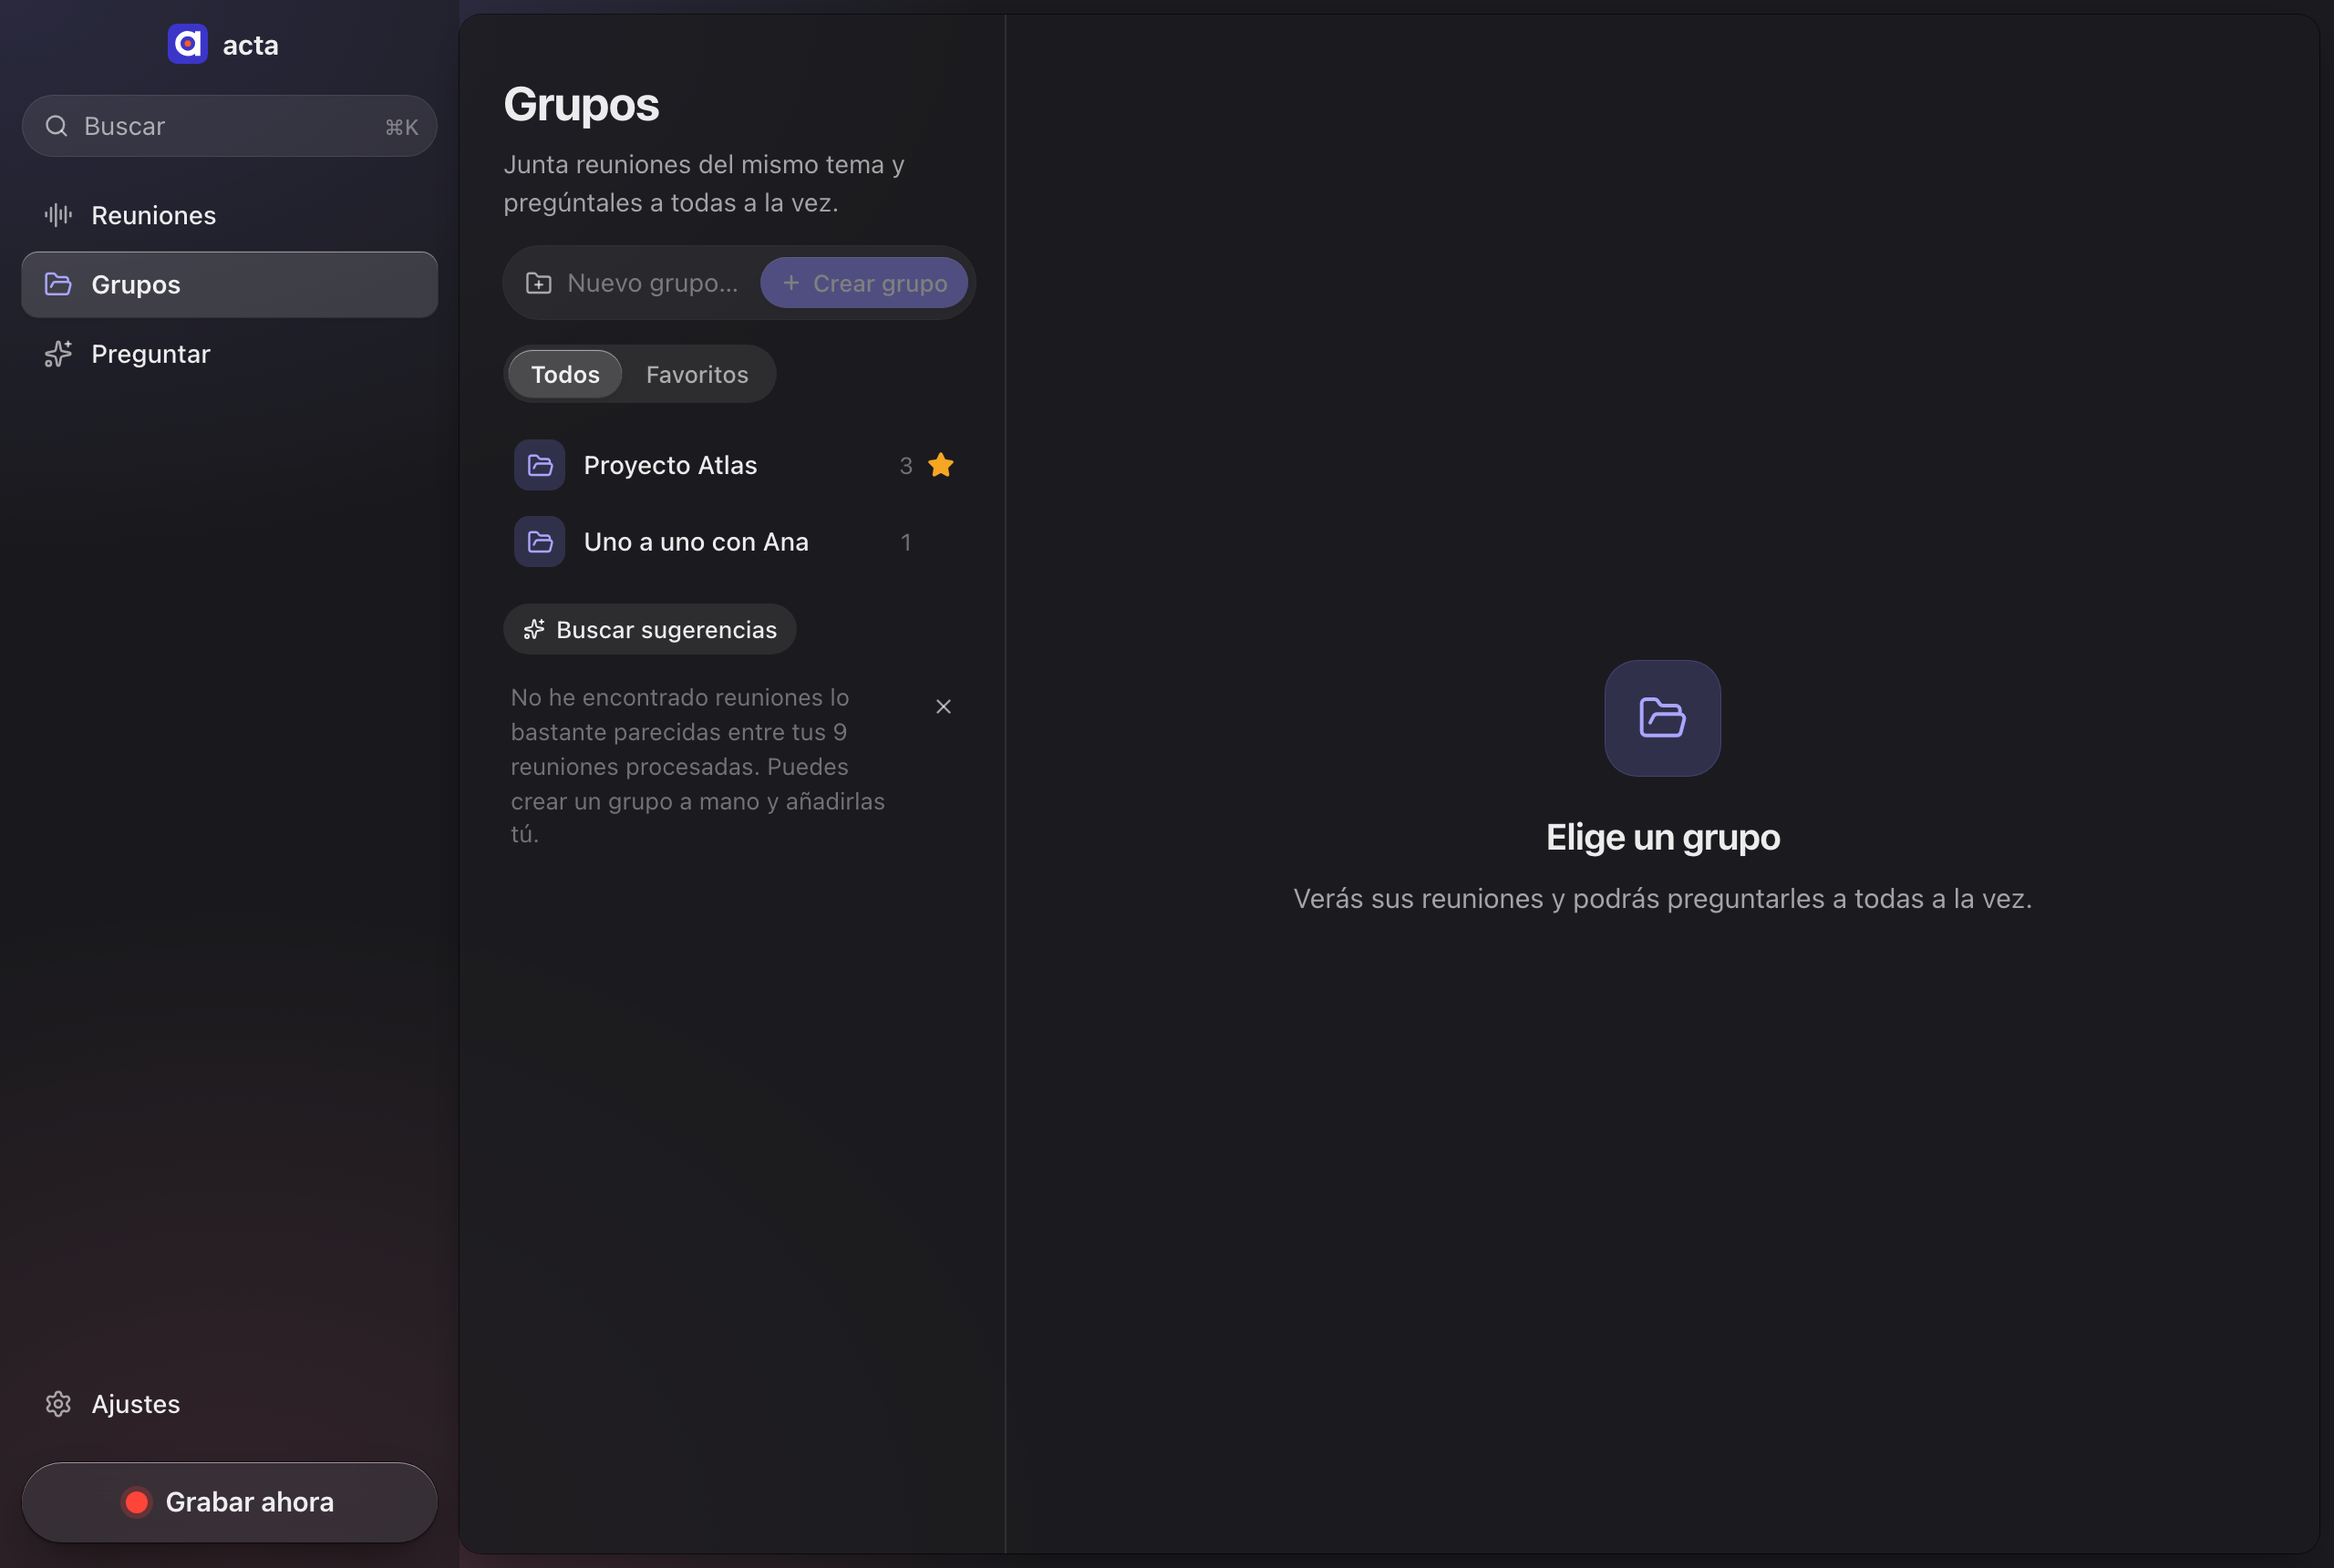 acta
Buscar ⌘K
Reuniones
Grupos
Preguntar
Ajustes
Grabar ahora
Grupos
Junta reuniones del mismo tema y
pregúntales a todas a la vez.
Nuevo grupo... + Crear grupo
Todos Favoritos
Proyecto Atlas 3
Uno a uno con Ana 1
Buscar sugerencias
No he encontrado reuniones lo
bastante parecidas entre tus 9
reuniones procesadas. Puedes
crear un grupo a mano y añadirlas
tú.
Elige un grupo
Verás sus reuniones y podrás preguntarles a todas a la vez.